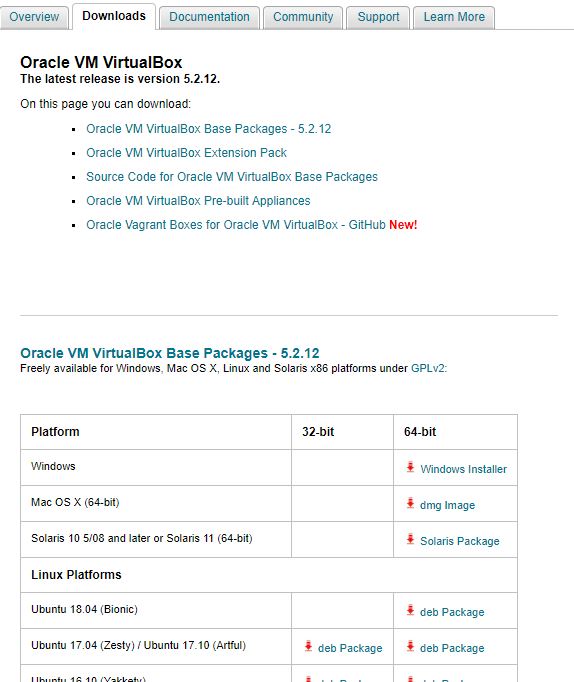 Overview Downloads Documentation Community Support Learn More
Oracle VM VirtualBox
The latest release is version 5.2.12.
On this page you can download:
Oracle VM VirtualBox Base Packages - 5.2.12
Oracle VM VirtualBox Extension Pack
Source Code for Oracle VM VirtualBox Base Packages
Oracle VM VirtualBox Pre-built Appliances
Oracle Vagrant Boxes for Oracle VM VirtualBox - GitHub New!
Oracle VM VirtualBox Base Packages - 5.2.12
Freely available for Windows, Mac OS X, Linux and Solaris x86 platforms under GPLv2:
Platform 32-bit 64-bit
Windows Windows Installer
Mac OS X (64-bit) dmg Image
Solaris 10 5/08 and later or Solaris 11 (64-bit) Solaris Package
Linux Platforms
Ubuntu 18.04 (Bionic) deb Package
Ubuntu 17.04 (Zesty) / Ubuntu 17.10 (Artful) deb Package deb Package
Ubuntu 16.10 (Yakkety)